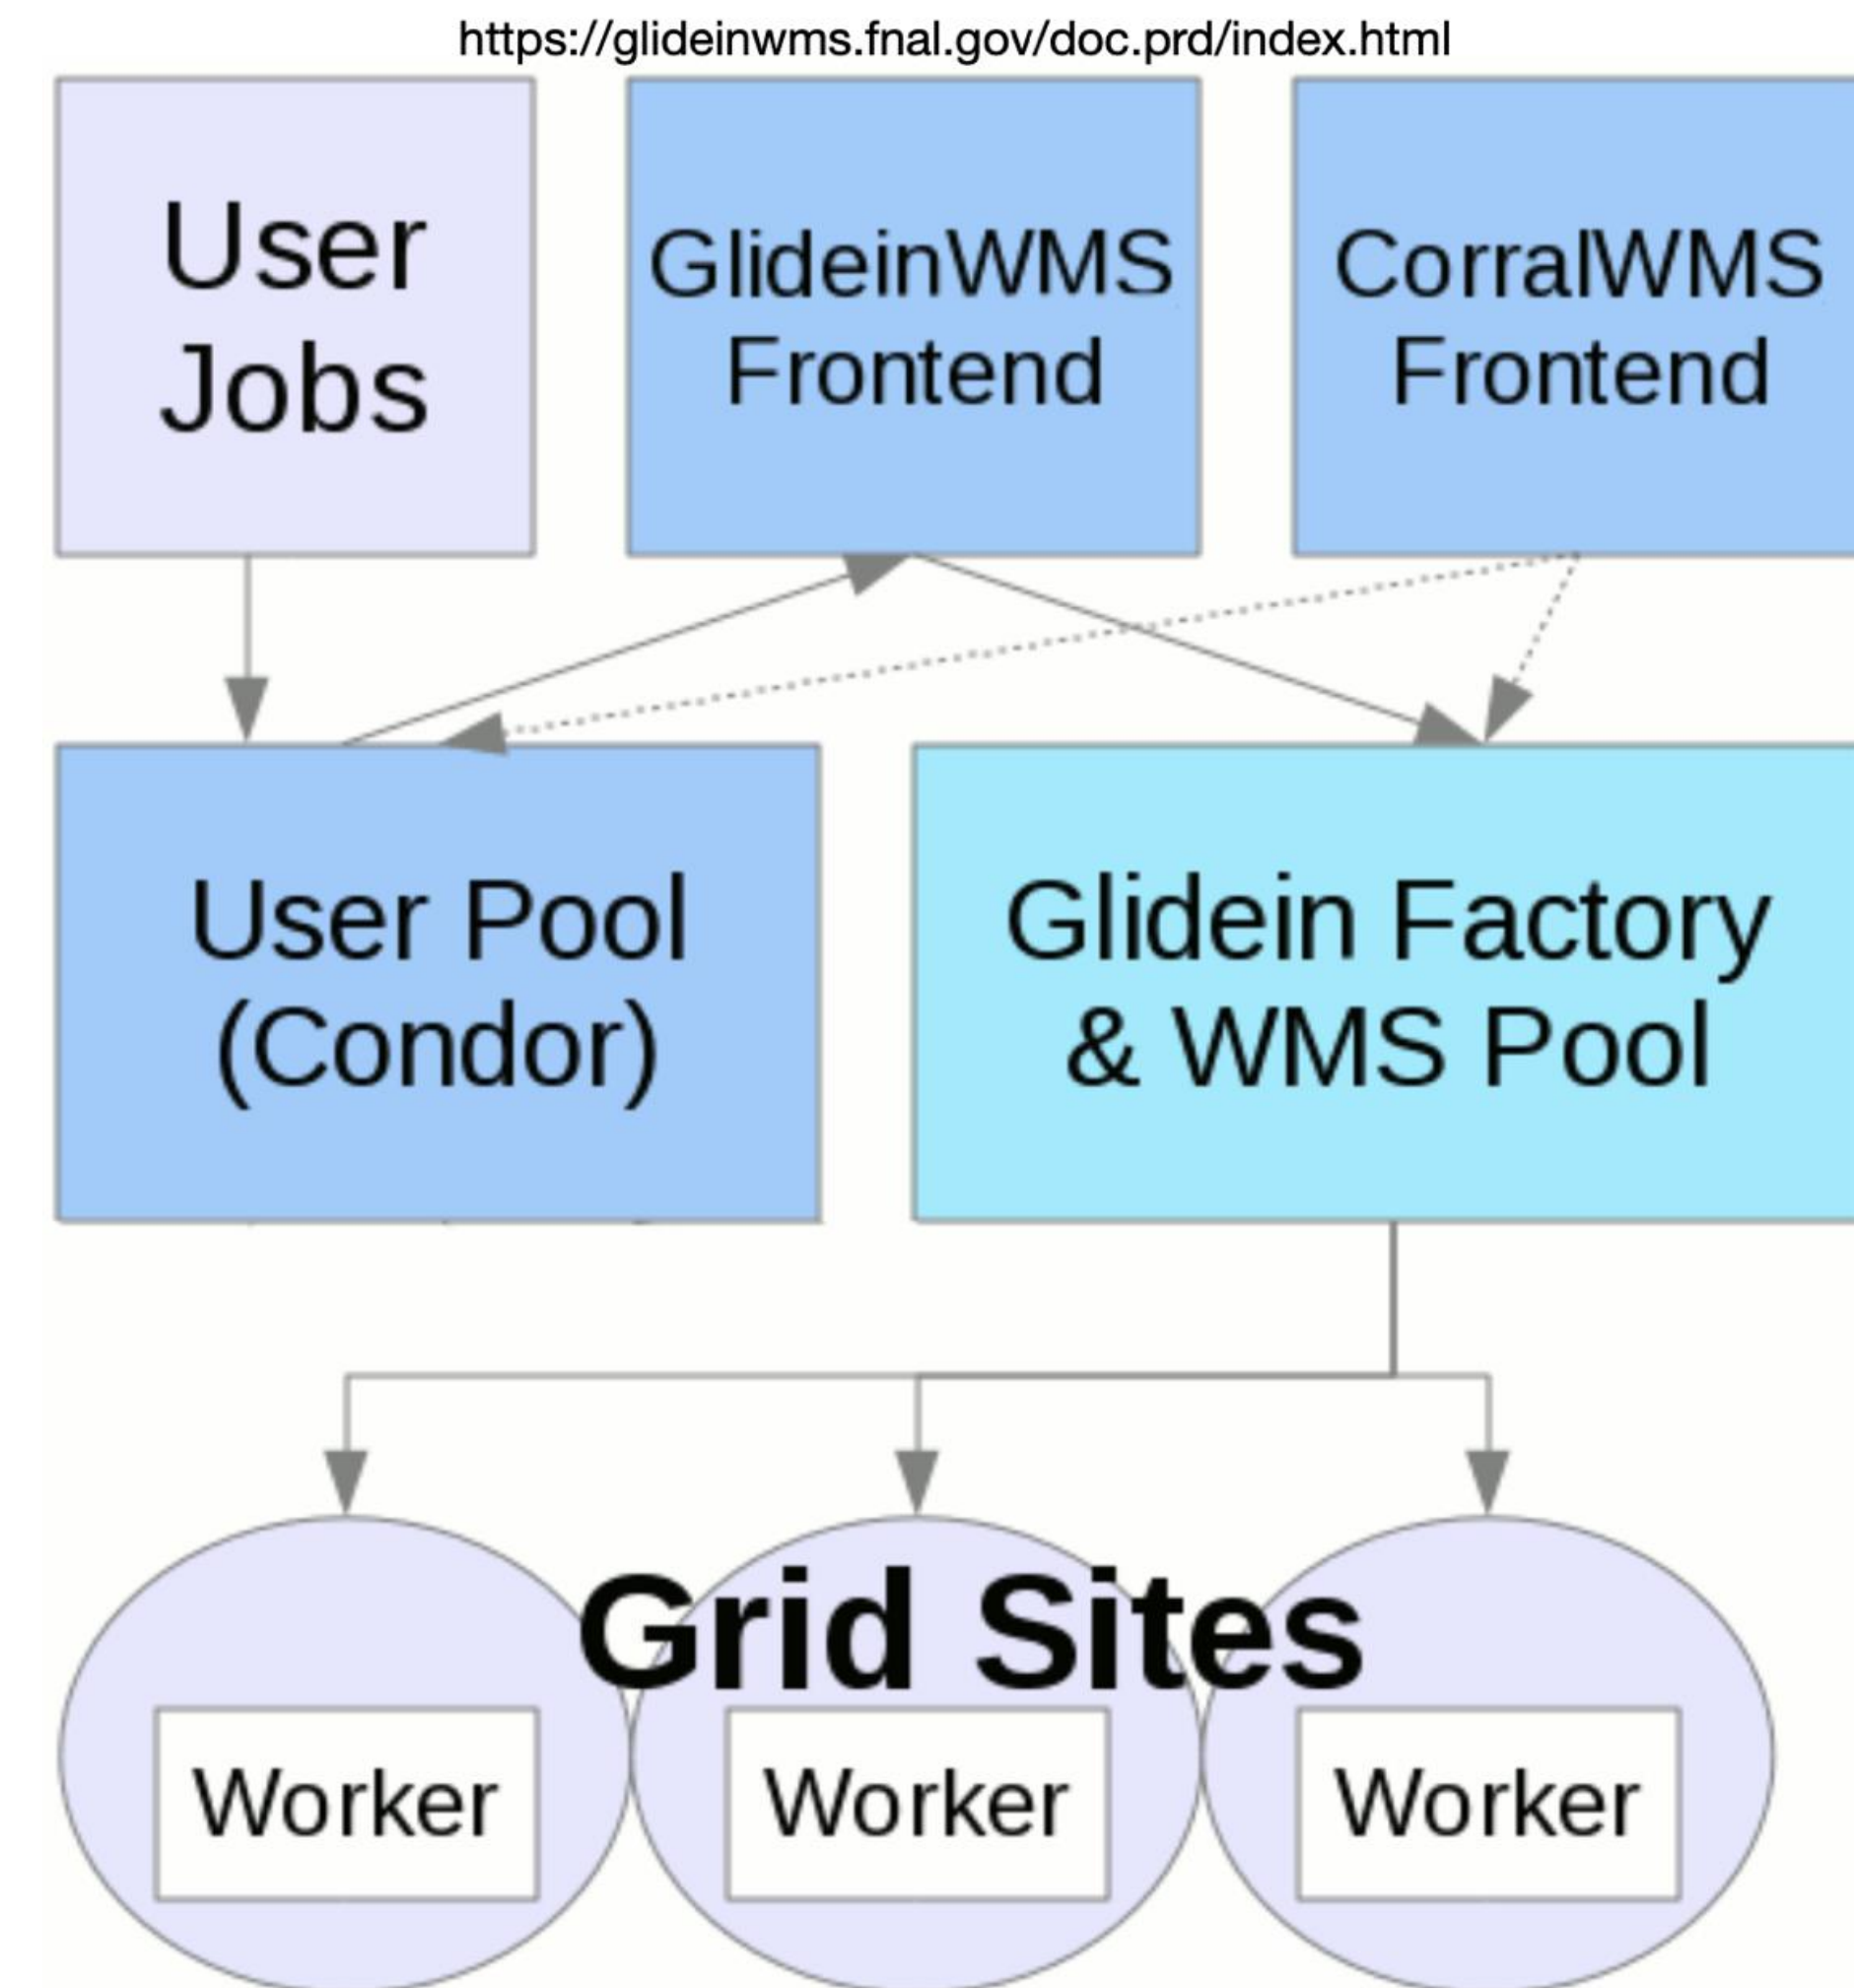 https://glideinwms.fnal.gov/doc.prd/index.html
User
Jobs
GlideinWMS
Frontend
CorralWMS
Frontend
User Pool
(Condor)
Glidein Factory
& WMS Pool
Grid Sites
Worker
Worker
Worker